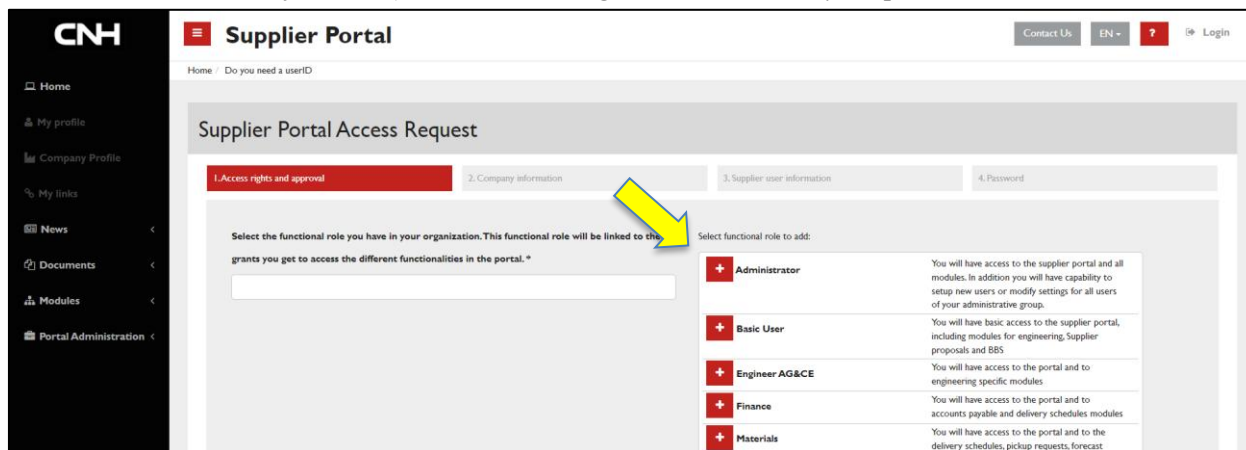 CNH
Supplier Portal
Contact Us
EN
?
Login
Home / Do you need a userID
Home
My profile
Company Profile
My links
News
Documents
Modules
Portal Administration
Supplier Portal Access Request
1.Access rights and approval
2. Company information
3. Supplier user information
4. Password
Select the functional role you have in your organization. This functional role will be linked to the
grants you get to access the different functionalities in the portal. *
Select functional role to add:
+ Administrator
You will have access to the supplier portal and all
modules. In addition you will have capability to
setup new users or modify settings for all users
of your administrative group.
+ Basic User
You will have basic access to the supplier portal,
including modules for engineering, Supplier
proposals and BBS
+ Engineer AG&CE
You will have access to the portal and to
engineering specific modules
+ Finance
You will have access to the portal and to
accounts payable and delivery schedules modules
+ Materials
You will have access to the portal and to the
delivery schedules, pickup requests, forecast